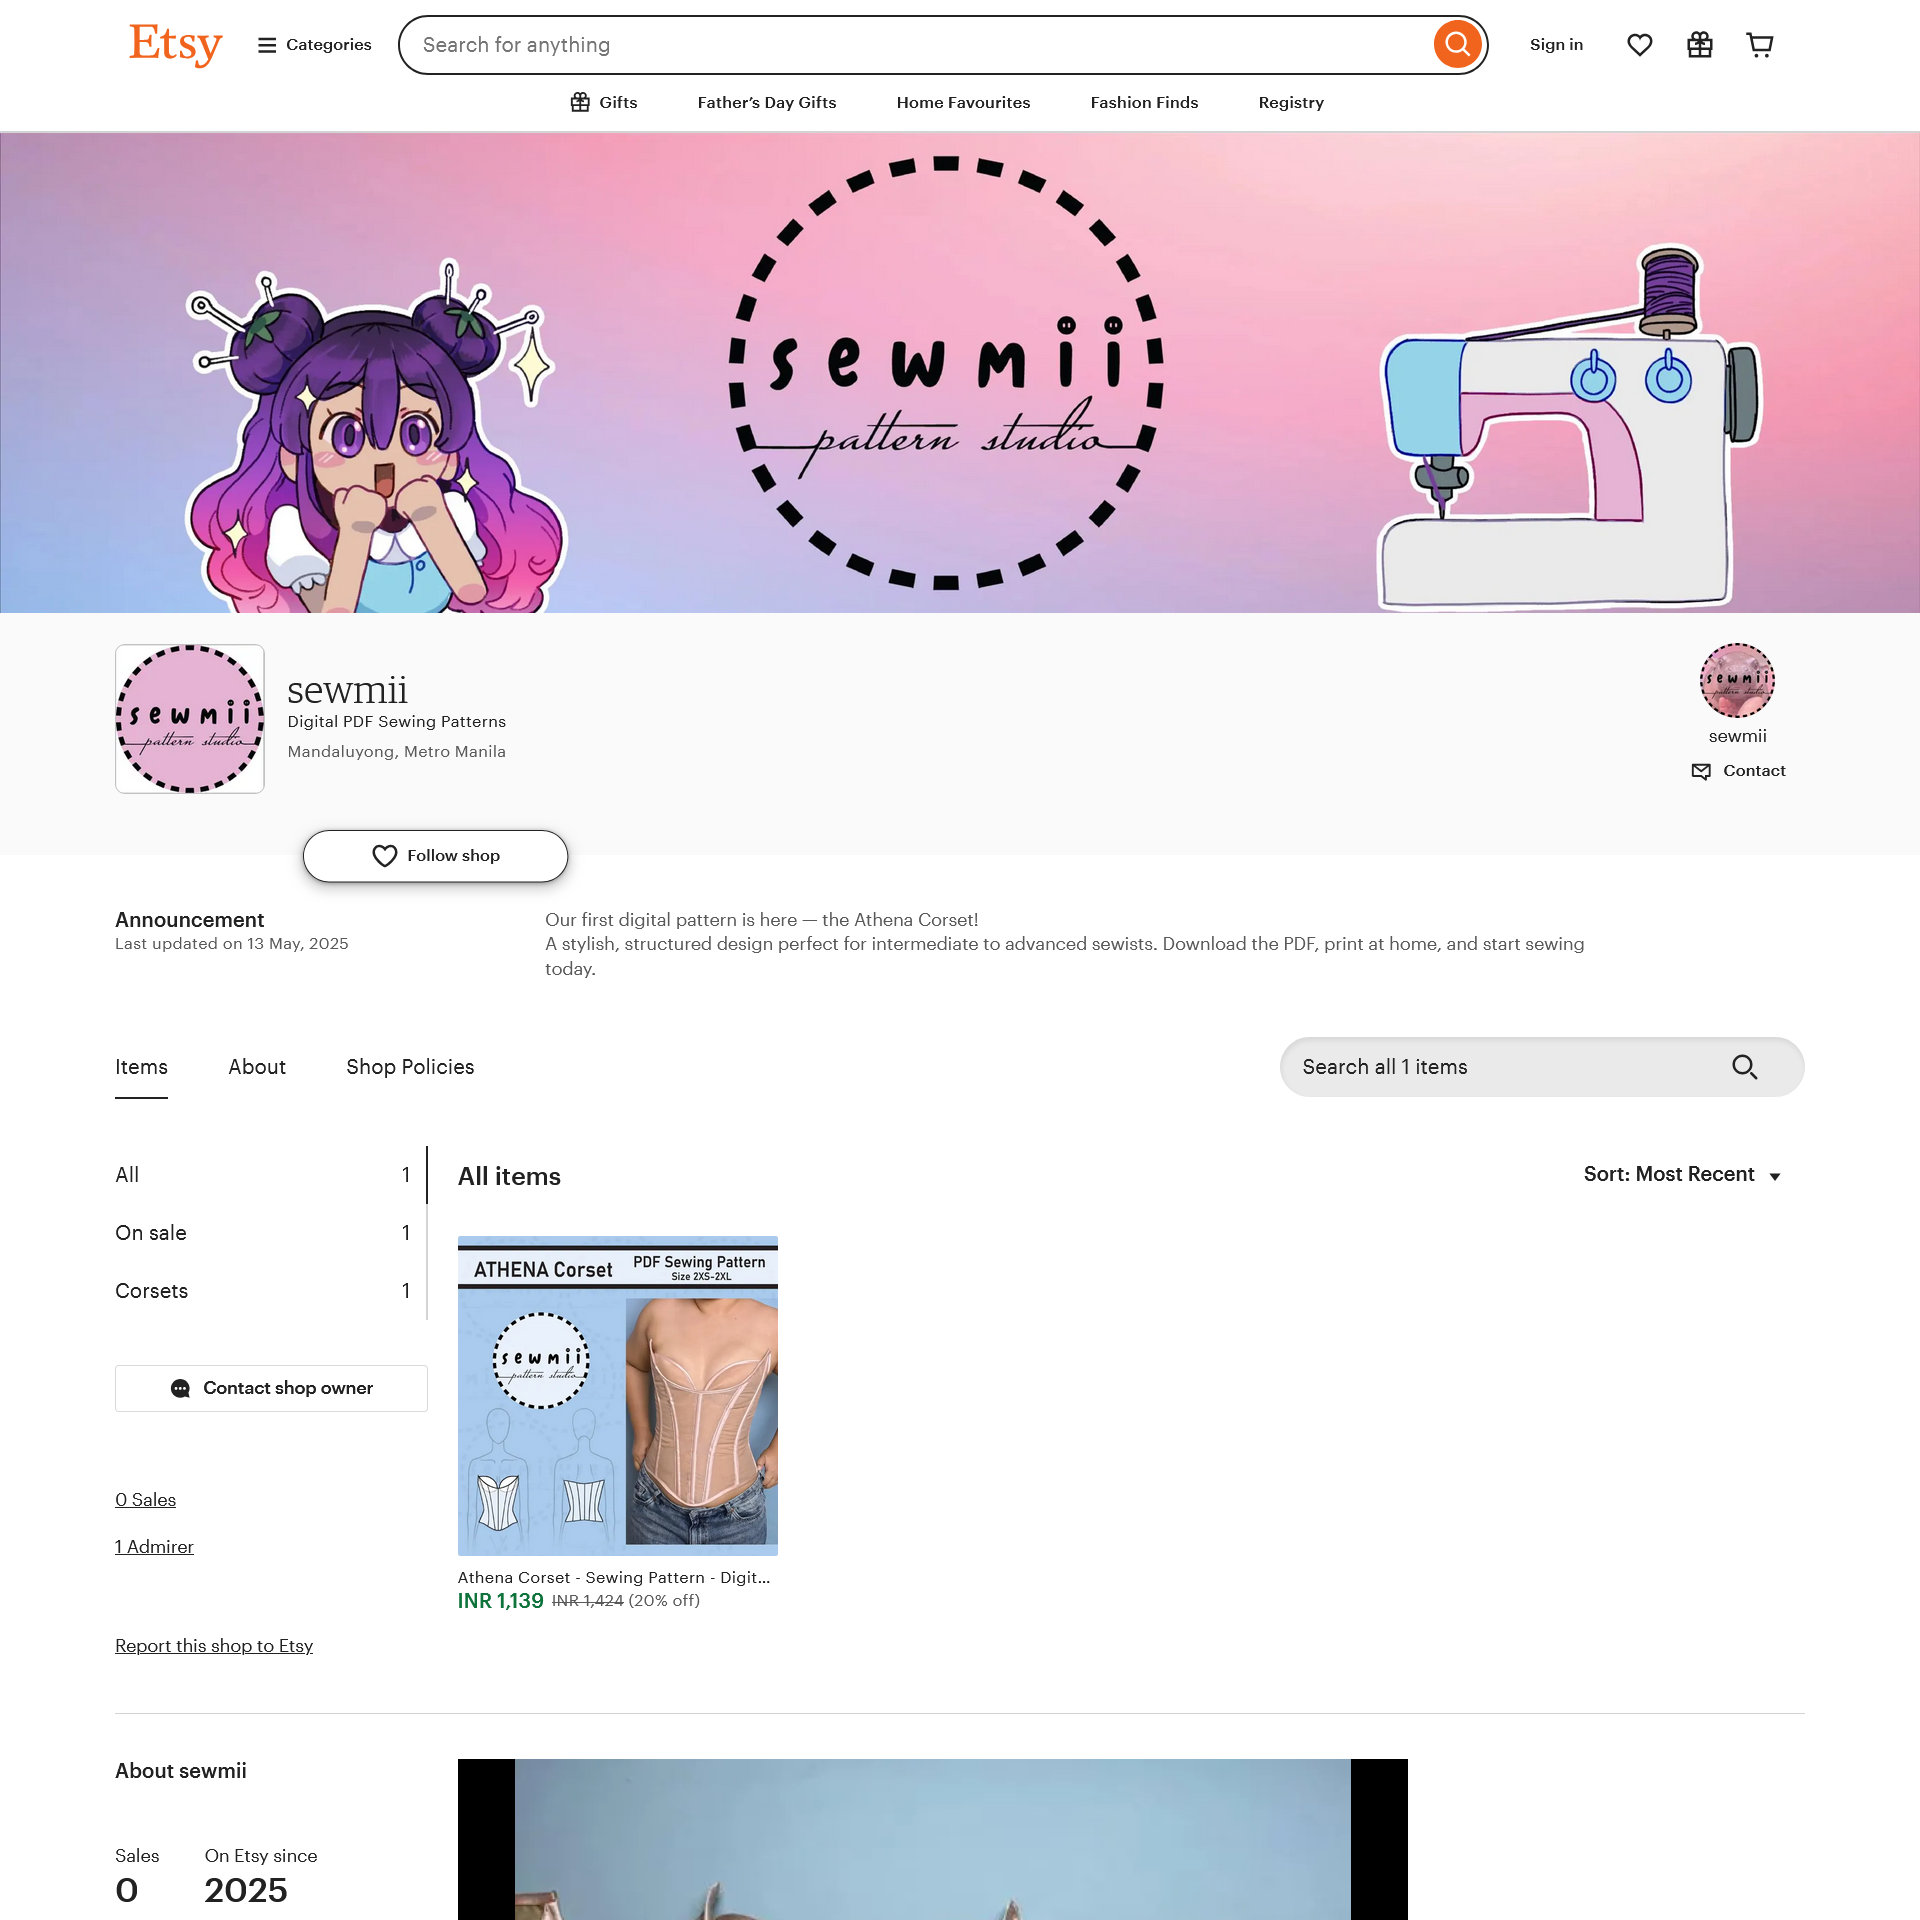 Etsy
Categories
Search for anything
Sign in
Gifts
Father's Day Gifts
Home Favourites
Fashion Finds
Registry
sewmii
pattern studio
sewmii
pattern studio
sewmii
Digital PDF Sewing Patterns
Mandaluyong, Metro Manila
sewmii
pattern studio
sewmii
Contact
Follow shop
Announcement
Last updated on 13 May, 2025
Our first digital pattern is here — the Athena Corset!
A stylish, structured design perfect for intermediate to advanced sewists. Download the PDF, print at home, and start sewing
today.
Items
About
Shop Policies
Search all 1 items
All 1
On sale 1
Corsets 1
Contact shop owner
0 Sales
1 Admirer
Report this shop to Etsy
All items
Sort: Most Recent
ATHENA Corset
PDF Sewing Pattern
Size 2XS-2XL
sewmii
pattern studio
Athena Corset - Sewing Pattern - Digit...
INR 1,139 INR 1,424 (20% off)
About sewmii
Sales
0
On Etsy since
2025